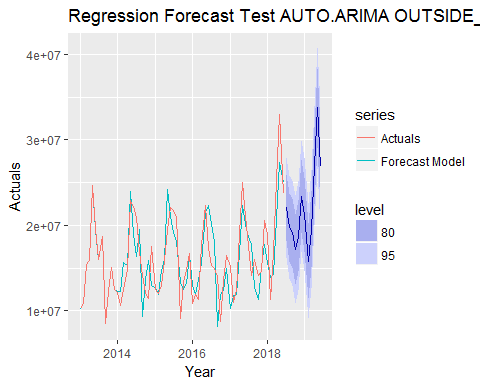 Regression Forecast Test AUTO.ARIMA OUTSIDE_
4e+07
3e+07
2e+07
1e+07
Actuals
2014
2016
2018
Year
series
Actuals
Forecast Model
level
80
95